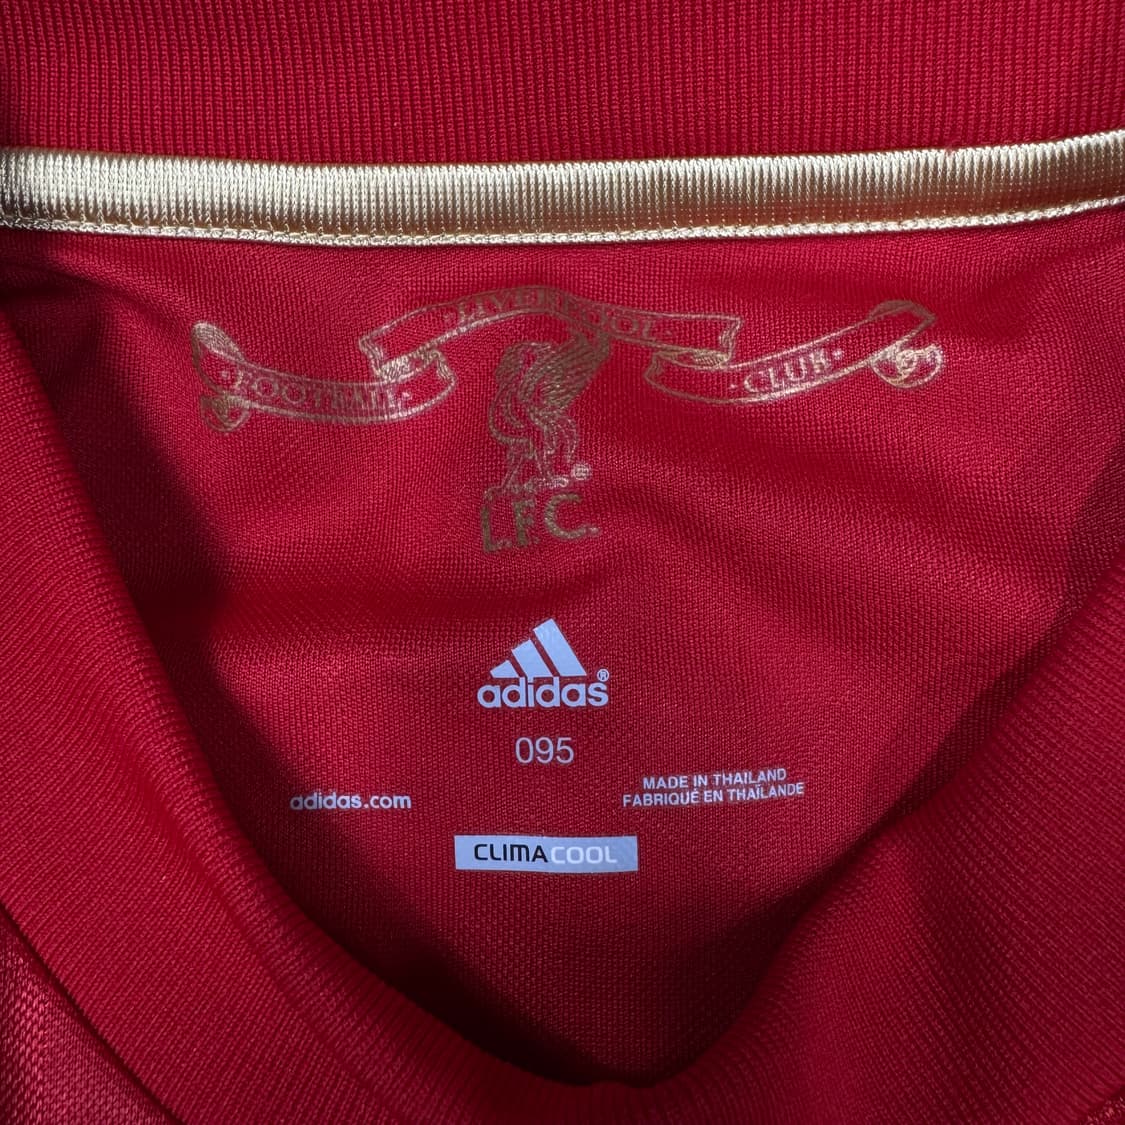 ·LIVERPOOL·
·FOOTBALL·
·CLUB·
L.F.C.
adidas®
095
adidas.com
MADE IN THAILAND
FABRIQUÉ EN THAÏLANDE
CLIMACOOL